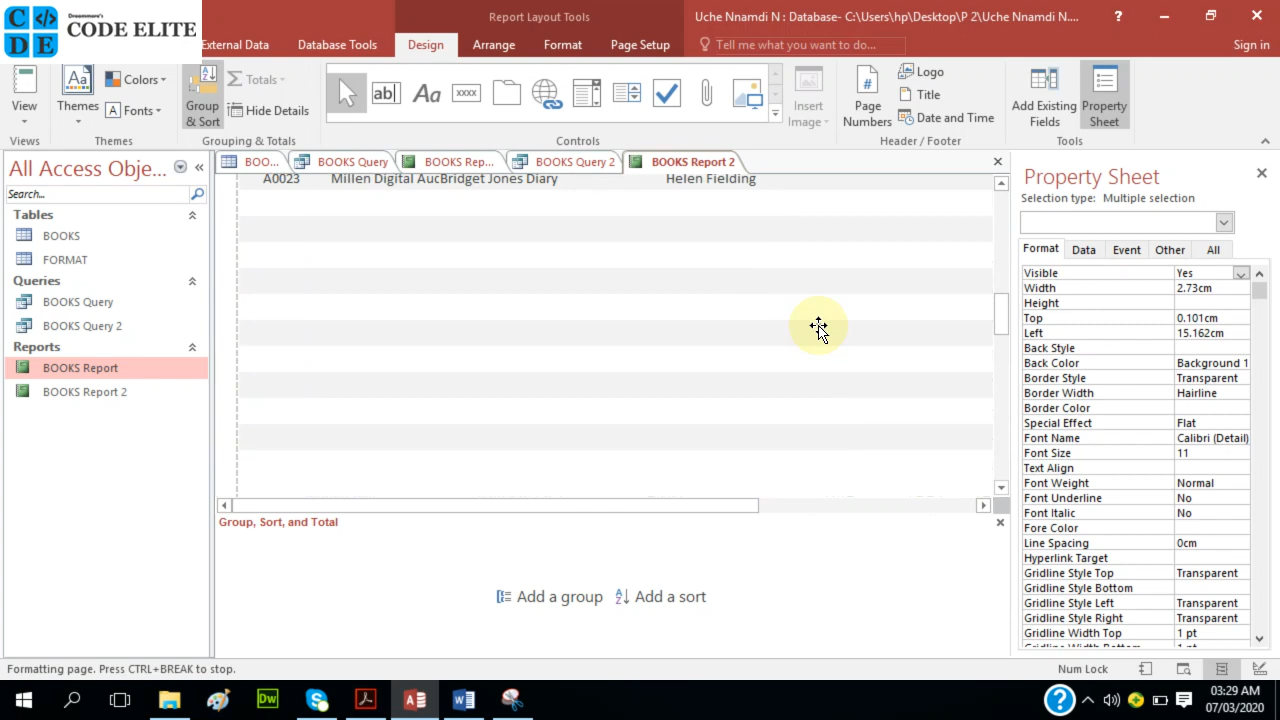 Dreammore's
CODE ELITE
C
D E
Report Layout Tools
Uche Nnamdi N : Database- C:\Users\hp\Desktop\P 2\Uche Nnamdi N....
?
External Data
Database Tools
Design
Arrange
Format
Page Setup
Tell me what you want to do...
Sign in
View
Themes
Colors
Fonts
Group & Sort
Totals
Hide Details
ab
Aa
xxxx
Insert Image
Page Numbers
Logo
Title
Date and Time
Add Existing Fields
Property Sheet
Views
Themes
Grouping & Totals
Controls
Header / Footer
Tools
All Access Obje...
Search...
Tables
BOOKS
FORMAT
Queries
BOOKS Query
BOOKS Query 2
Reports
BOOKS Report
BOOKS Report 2
BOO...
BOOKS Query
BOOKS Rep...
BOOKS Query 2
BOOKS Report 2
A0023 Millen Digital AucBridget Jones Diary Helen Fielding
Group, Sort, and Total
Add a group
Add a sort
Property Sheet
Selection type: Multiple selection
Format Data Event Other All
Visible Yes
Width 2.73cm
Height
Top 0.101cm
Left 15.162cm
Back Style
Back Color Background 1
Border Style Transparent
Border Width Hairline
Border Color
Special Effect Flat
Font Name Calibri (Detail)
Font Size 11
Text Align
Font Weight Normal
Font Underline No
Font Italic No
Fore Color
Line Spacing 0cm
Hyperlink Target
Gridline Style Top Transparent
Gridline Style Bottom
Gridline Style Left Transparent
Gridline Style Right Transparent
Gridline Width Top 1 pt
Formatting page. Press CTRL+BREAK to stop.
Num Lock
Dw
03:29 AM
07/03/2020